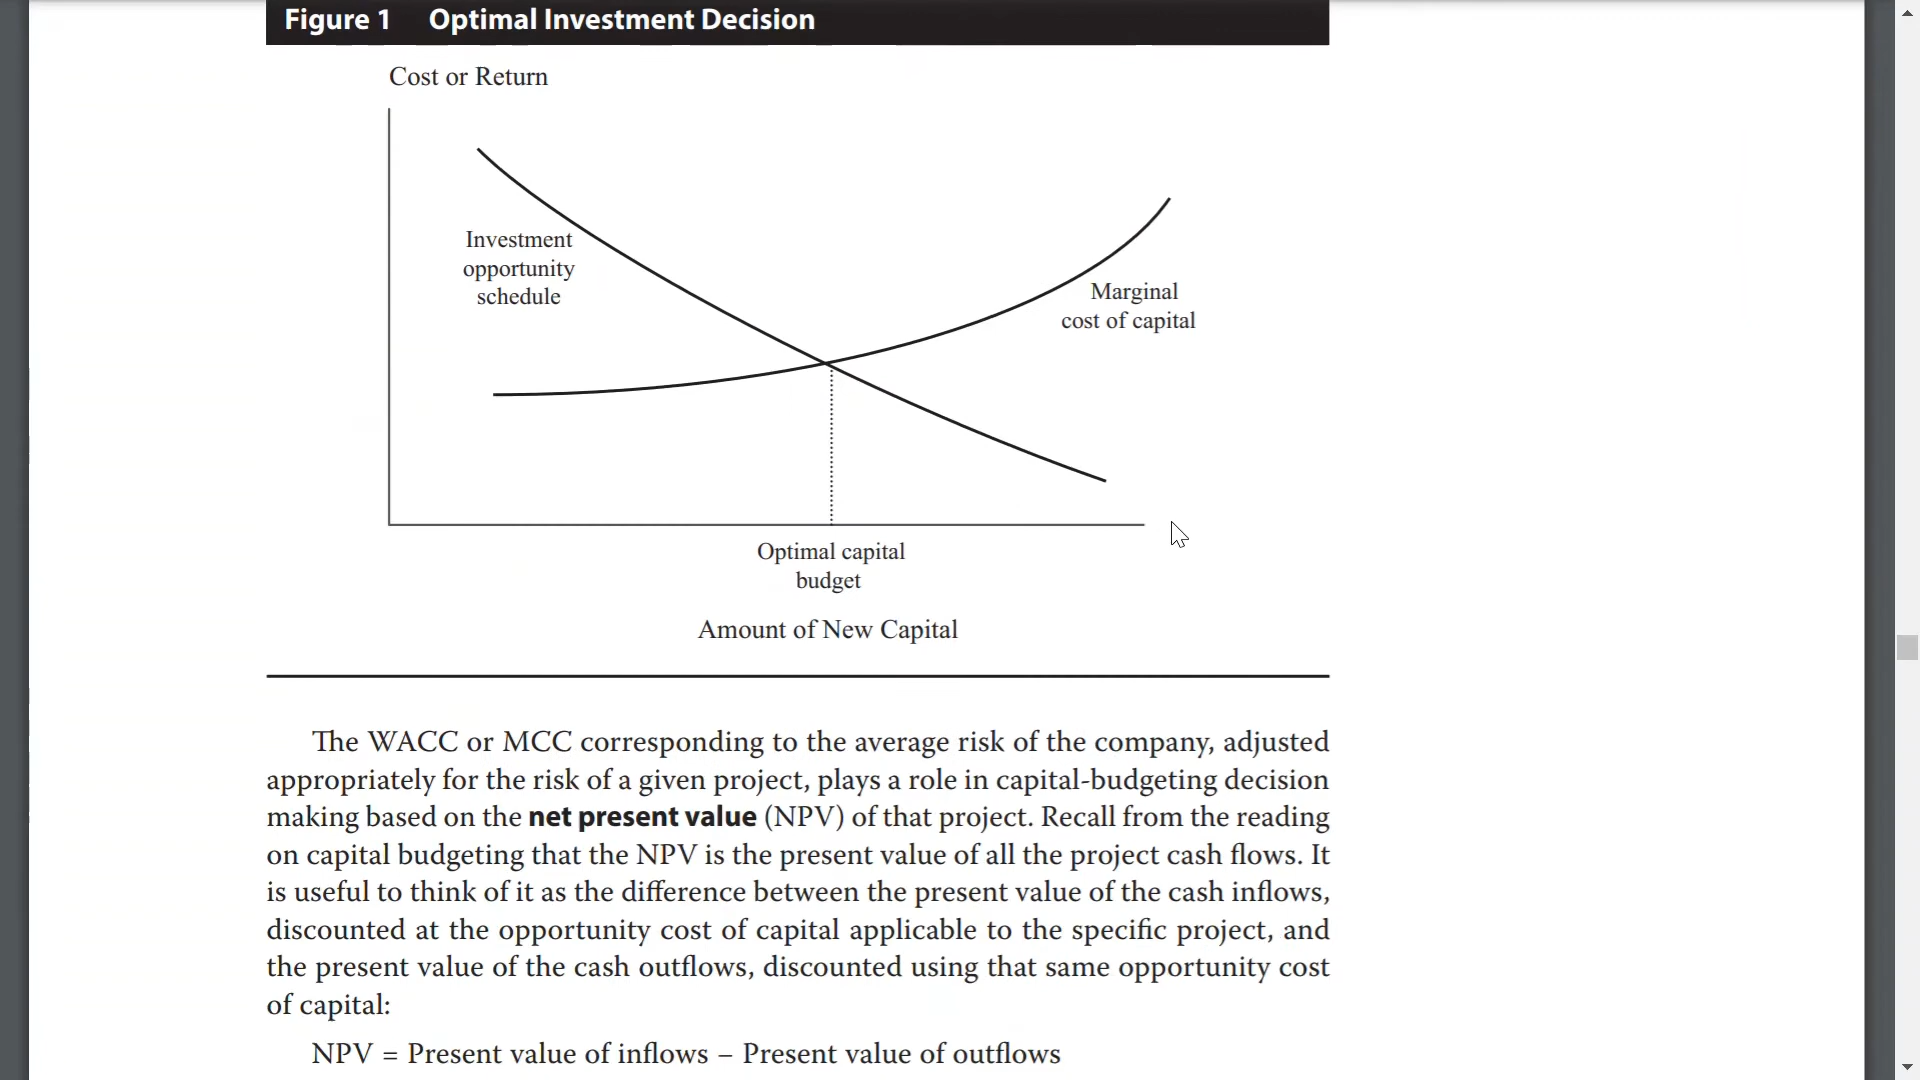 Figure 1 Optimal Investment Decision
Cost or Return
Investment
opportunity
schedule
Marginal
cost of capital
Optimal capital
budget
Amount of New Capital
The WACC or MCC corresponding to the average risk of the company, adjusted
appropriately for the risk of a given project, plays a role in capital-budgeting decision
making based on the net present value (NPV) of that project. Recall from the reading
on capital budgeting that the NPV is the present value of all the project cash flows. It
is useful to think of it as the difference between the present value of the cash inflows,
discounted at the opportunity cost of capital applicable to the specific project, and
the present value of the cash outflows, discounted using that same opportunity cost
of capital:
NPV = Present value of inflows – Present value of outflows